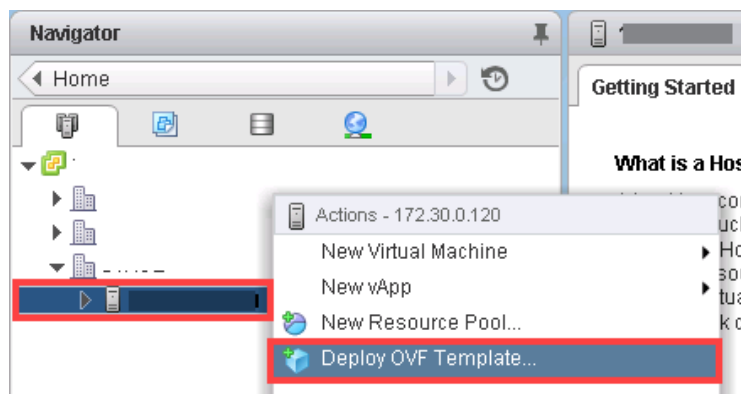 Navigator
Home
Getting Started
What is a Hos
Actions - 172.30.0.120
New Virtual Machine
New vApp
New Resource Pool...
Deploy OVF Template...